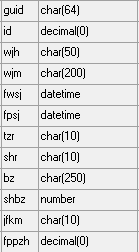 guid char(64)
id decimal(0)
wjh char(50)
wjm char(200)
fwsj datetime
fpsj datetime
tzr char(10)
shr char(10)
bz char(250)
shbz number
jfkm char(10)
fppzh decimal(0)